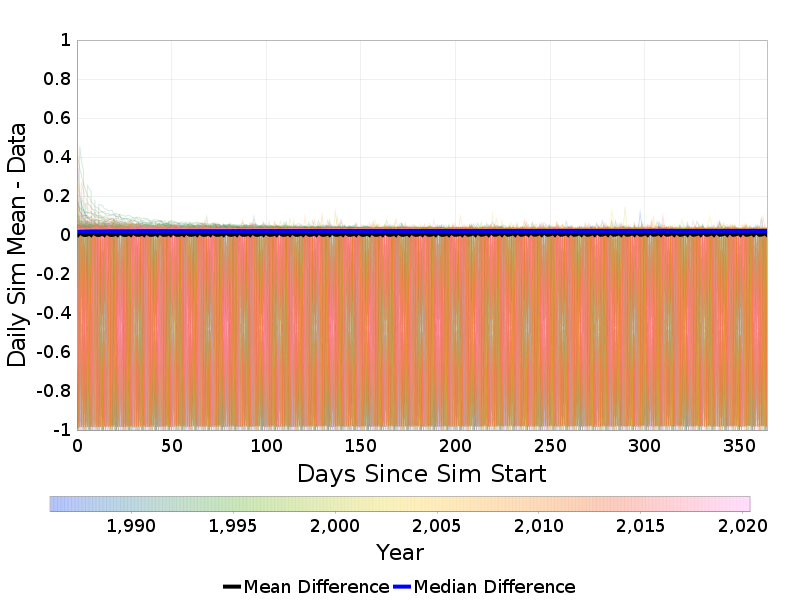 1
0.8
0.6
0.4
0.2
0
-0.2
-0.4
-0.6
-0.8
-1
Daily Sim Mean - Data
0 50 100 150 200 250 300 350
Days Since Sim Start
1,990 1,995 2,000 2,005 2,010 2,015 2,020
Year
Mean Difference Median Difference